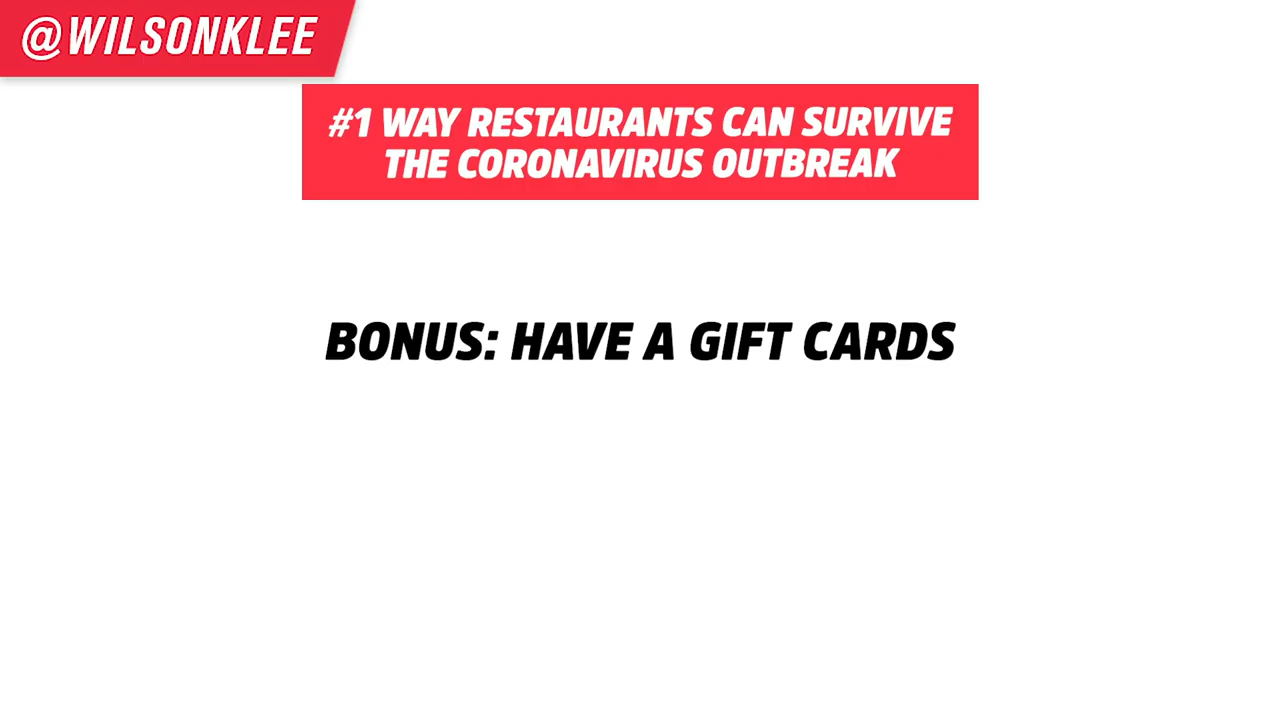 @WILSONKLEE
#1 WAY RESTAURANTS CAN SURVIVE
THE CORONAVIRUS OUTBREAK
BONUS: HAVE A GIFT CARDS